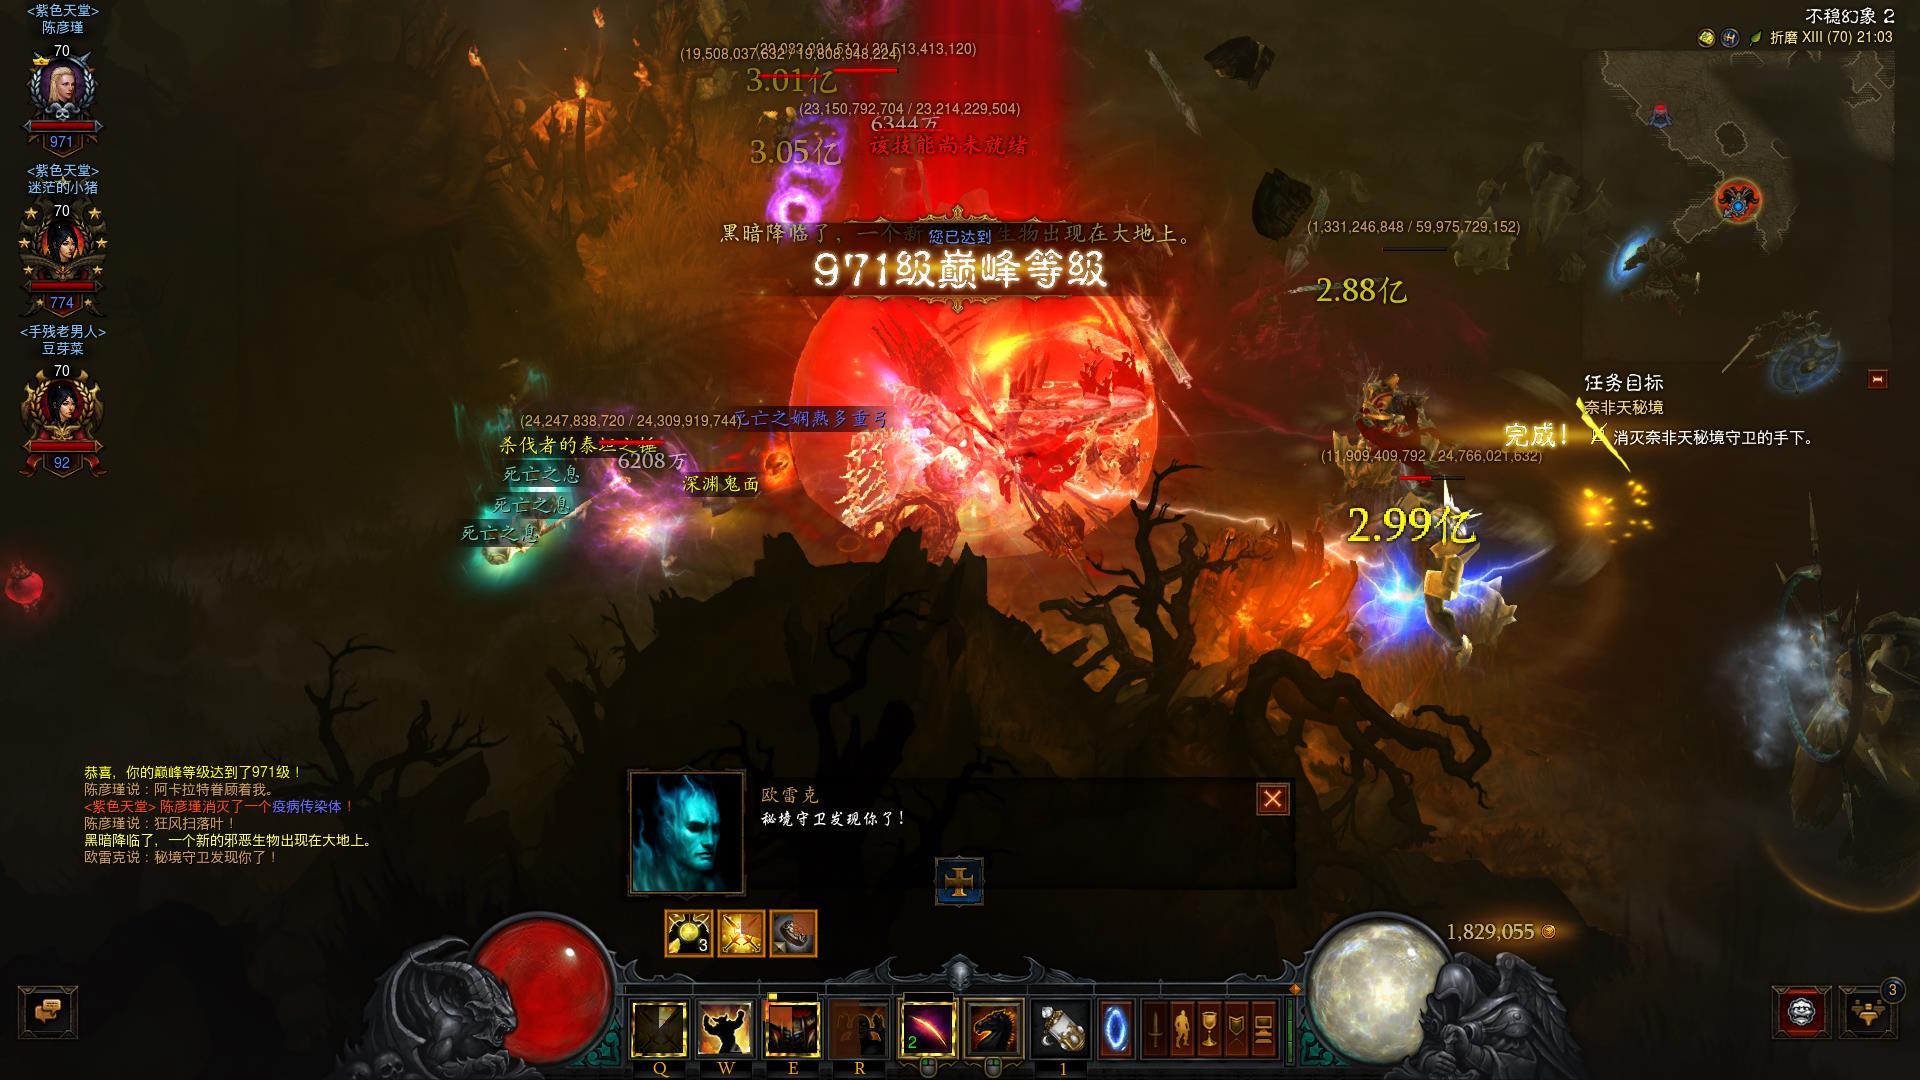 <紫色天堂>
陈彦瑾
70
971
<紫色天堂>
迷茫的小猪
70
774
<手残老男人>
豆芽菜
70
92
3.01亿
(23,150,792,704 / 23,214,229,504)
6344万
3.05亿
该技能尚未就绪。
黑暗降临了，一个新
生物出现在大地上。
您已达到
971级巅峰等级
(1,331,246,848 / 59,975,729,152)
2.88亿
不稳幻象 2
折磨 XIII (70) 21:03
任务目标
奈非天秘境
完成！
消灭奈非天秘境守卫的手下。
(24,247,838,720 / 24,309,919,744)
死亡之娴熟多重弓
杀伐者的泰坦之锤
6208万
死亡之息
深渊鬼面
死亡之息
死亡之息
(11,909,409,792 / 24,766,021,632)
2.99亿
恭喜，你的巅峰等级达到了971级！
陈彦瑾说：阿卡拉特眷顾着我。
<紫色天堂> 陈彦瑾消灭了一个疫病传染体！
陈彦瑾说：狂风扫落叶！
黑暗降临了，一个新的邪恶生物出现在大地上。
欧雷克说：秘境守卫发现你了！
欧雷克
秘境守卫发现你了！
3
1,829,055
2
Q
W
E
R
1
3